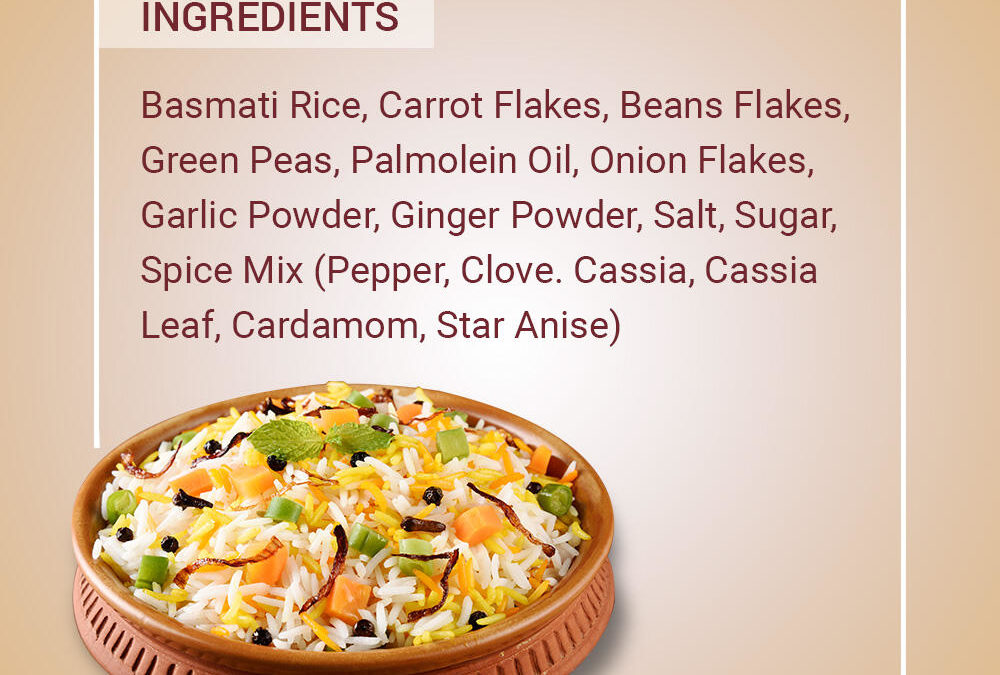 INGREDIENTS
Basmati Rice, Carrot Flakes, Beans Flakes,
Green Peas, Palmolein Oil, Onion Flakes,
Garlic Powder, Ginger Powder, Salt, Sugar,
Spice Mix (Pepper, Clove. Cassia, Cassia
Leaf, Cardamom, Star Anise)